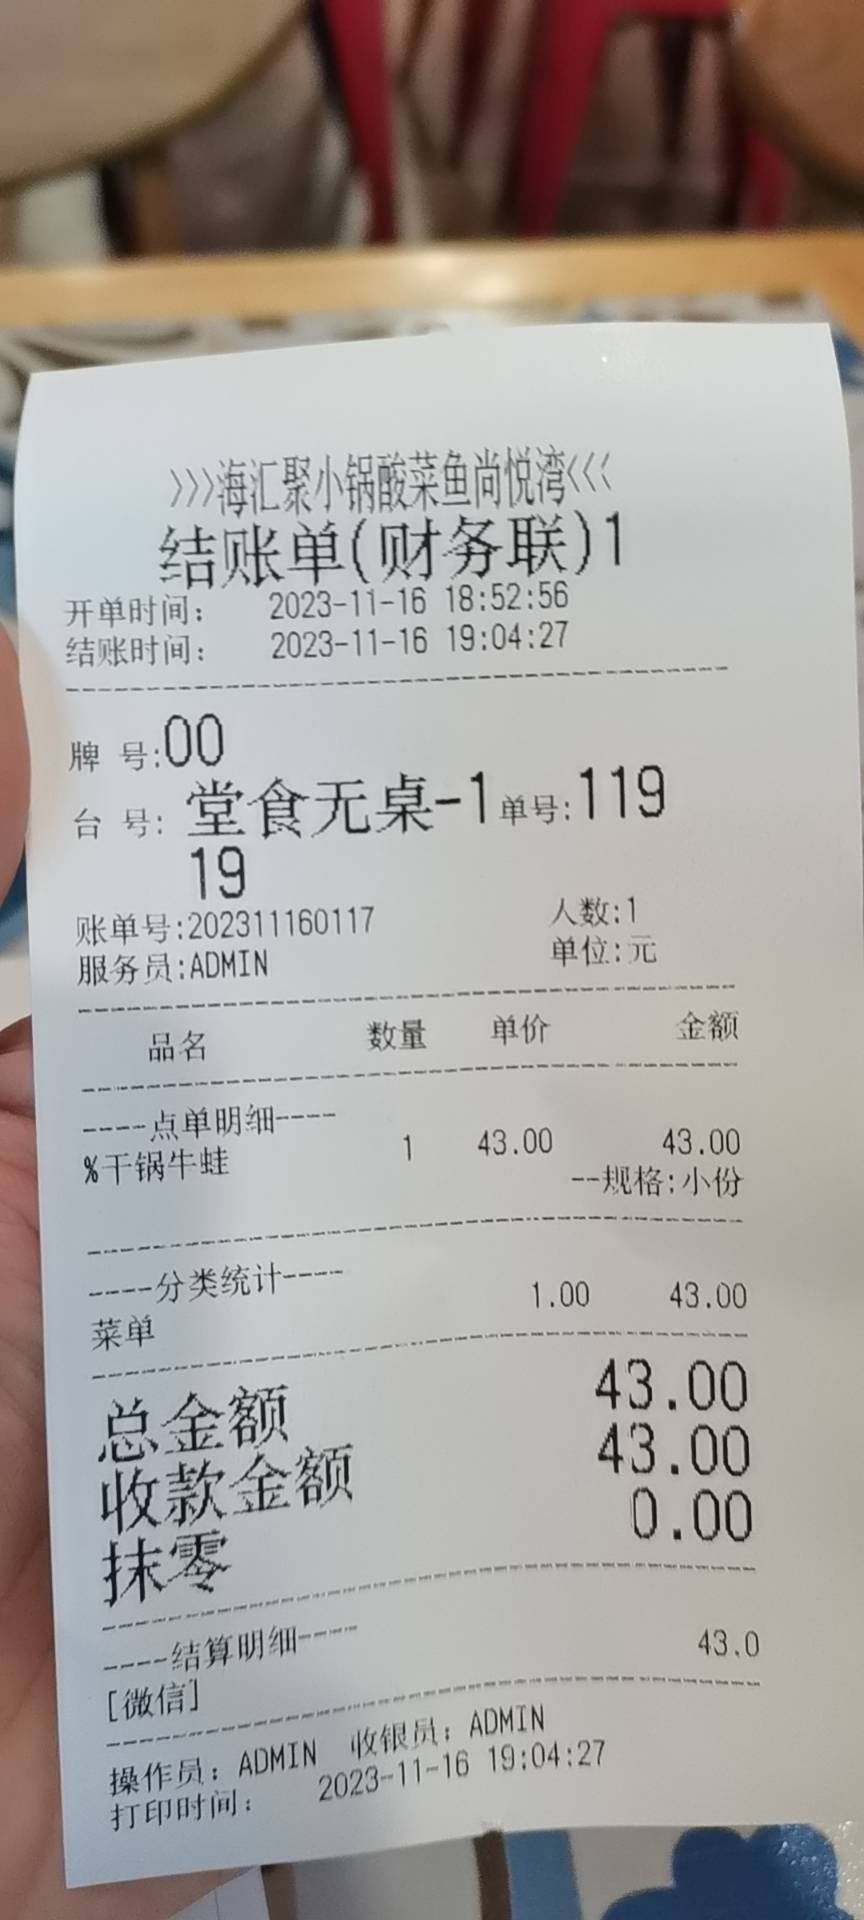 >>>海汇聚小锅酸菜鱼尚悦湾<<<
结账单(财务联)1
开单时间: 2023-11-16 18:52:56
结账时间: 2023-11-16 19:04:27
牌 号:00
台 号: 堂食无桌-1 单号:119
19
账单号:202311160117 人数:1
服务员:ADMIN 单位:元
品名 数量 单价 金额
----点单明细----
%干锅牛蛙 1 43.00 43.00
--规格:小份
----分类统计----
菜单 1.00 43.00
总金额 43.00
收款金额 43.00
抹零 0.00
----结算明细----
[微信] 43.0
操作员: ADMIN 收银员: ADMIN
打印时间: 2023-11-16 19:04:27